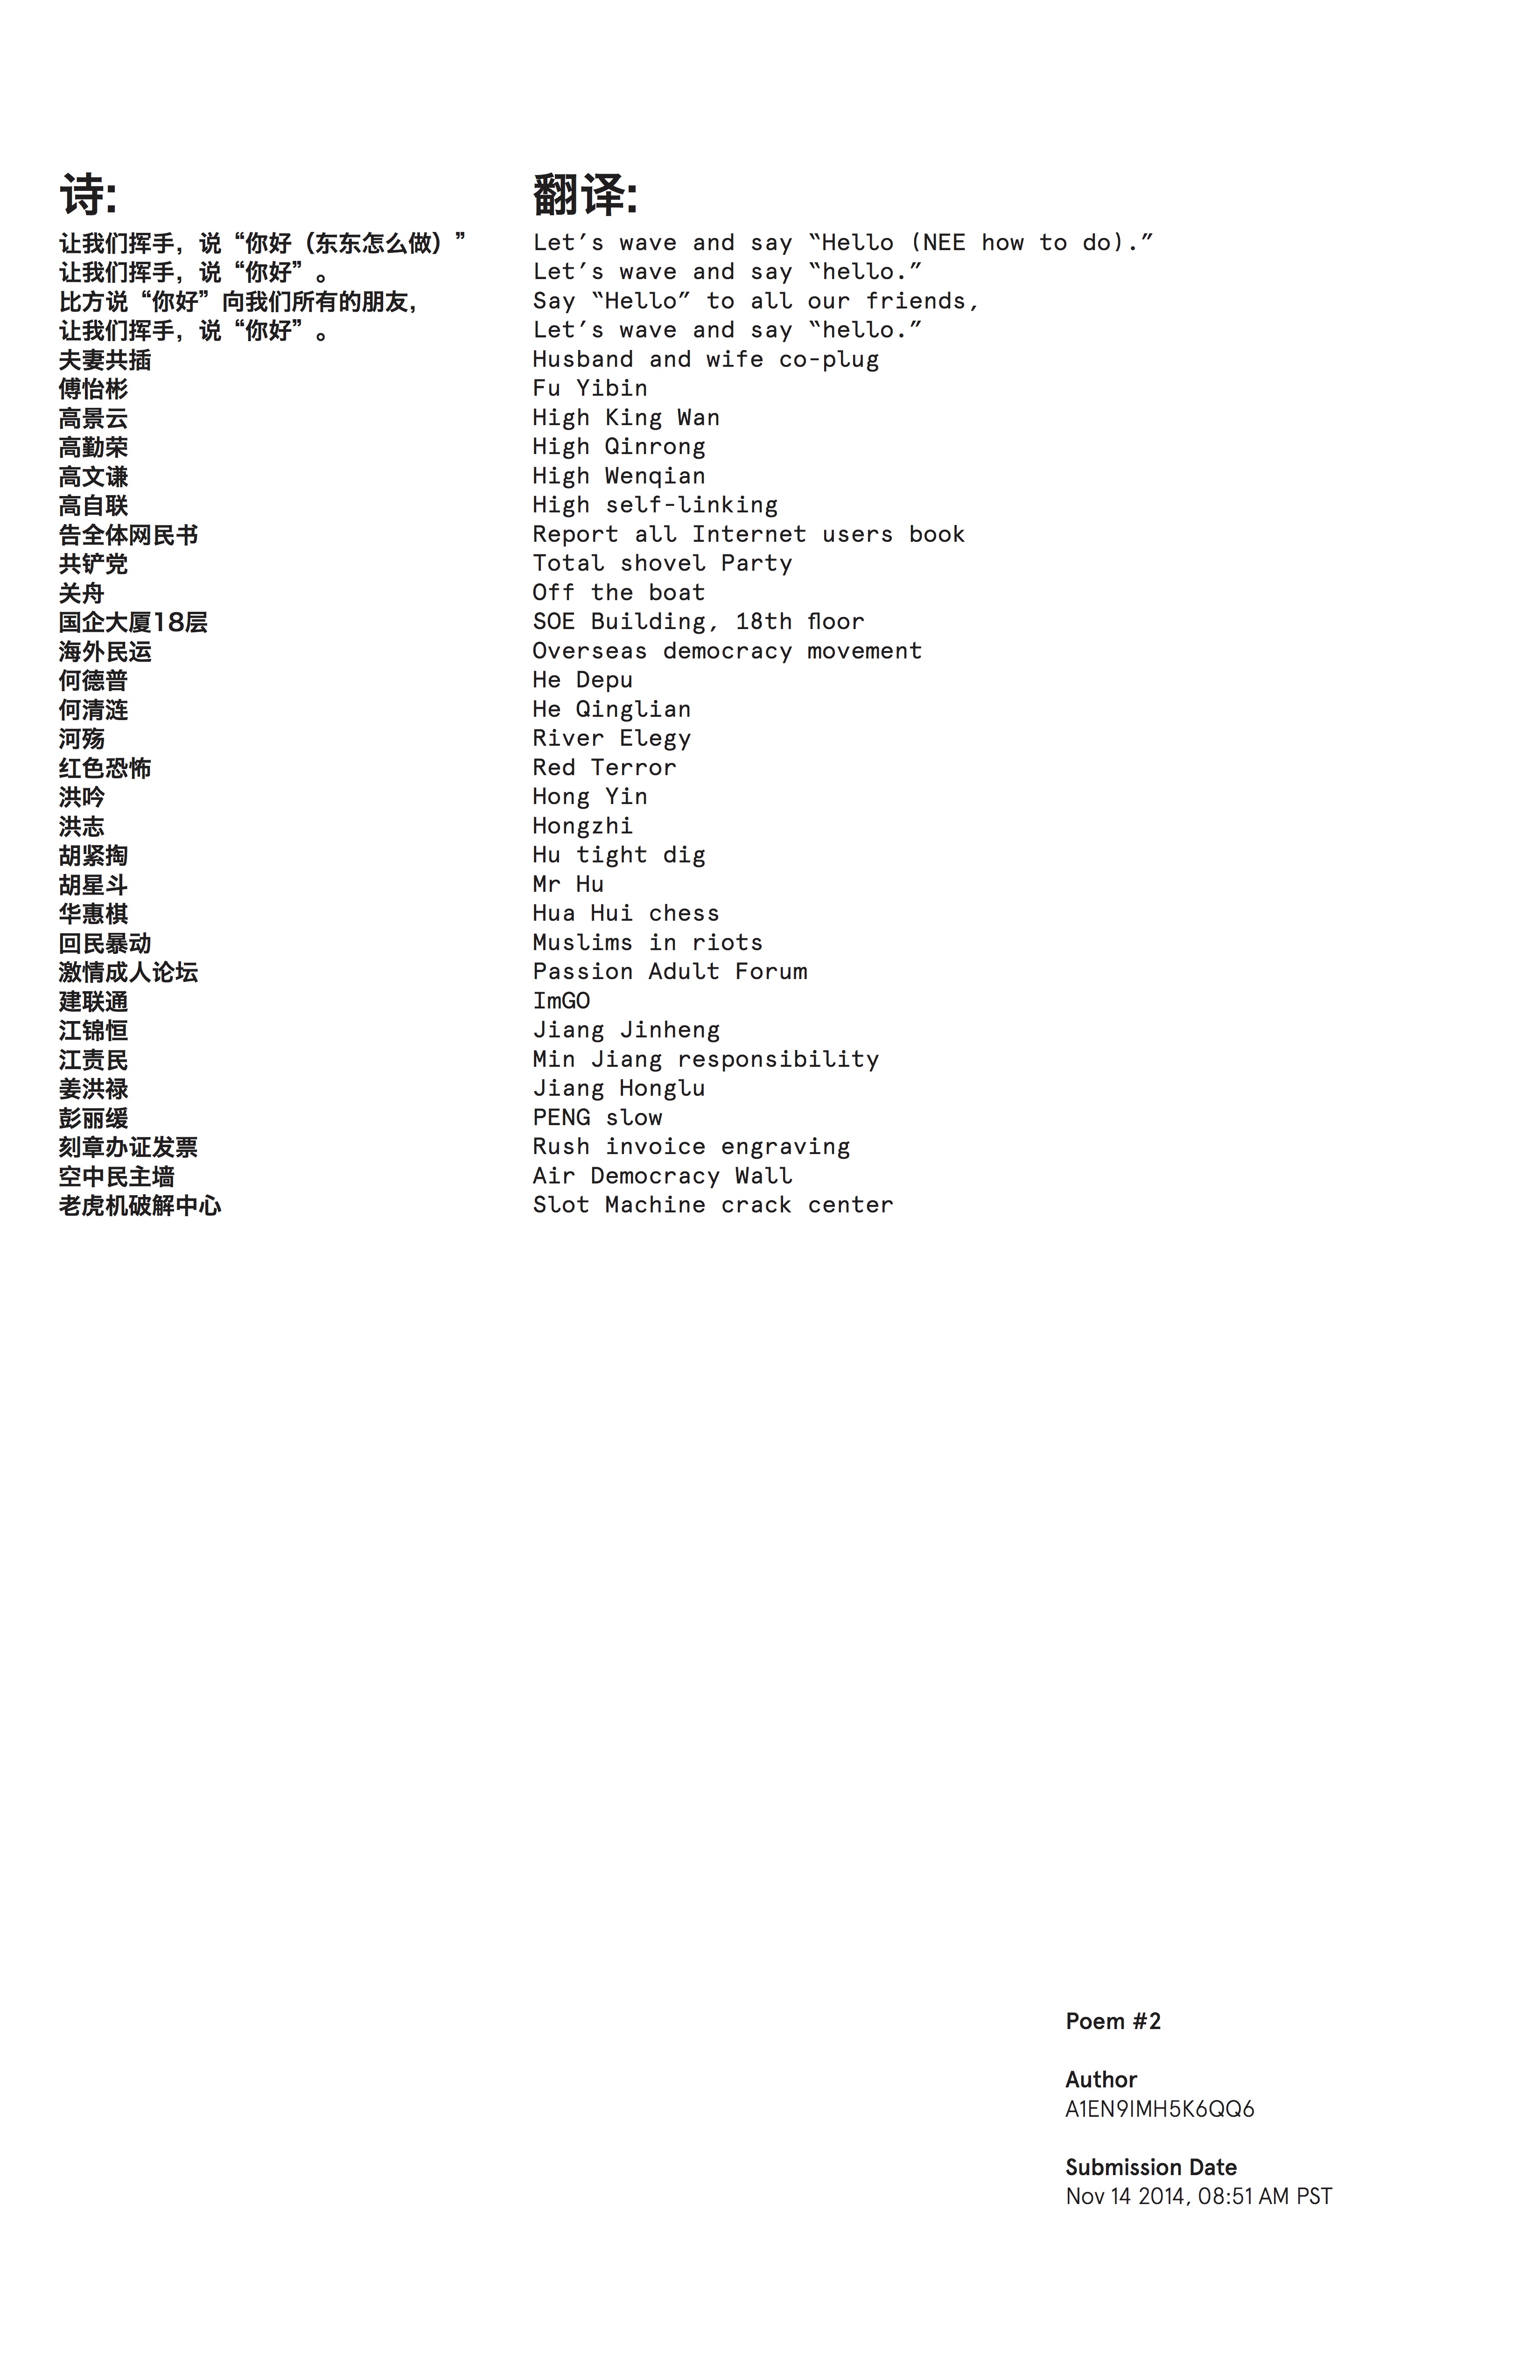 诗:
让我们挥手，说“你好（东东怎么做）”
让我们挥手，说“你好”。
比方说“你好”向我们所有的朋友，
让我们挥手，说“你好”。
夫妻共插
傅怡彬
高景云
高勤荣
高文谦
高自联
告全体网民书
共铲党
关舟
国企大厦18层
海外民运
何德普
何清涟
河殇
红色恐怖
洪吟
洪志
胡紧掏
胡星斗
华惠棋
回民暴动
激情成人论坛
建联通
江锦恒
江责民
姜洪禄
彭丽缓
刻章办证发票
空中民主墙
老虎机破解中心
翻译:
Let’s wave and say “Hello (NEE how to do).”
Let’s wave and say “hello.”
Say “Hello” to all our friends,
Let’s wave and say “hello.”
Husband and wife co-plug
Fu Yibin
High King Wan
High Qinrong
High Wenqian
High self-linking
Report all Internet users book
Total shovel Party
Off the boat
SOE Building, 18th floor
Overseas democracy movement
He Depu
He Qinglian
River Elegy
Red Terror
Hong Yin
Hongzhi
Hu tight dig
Mr Hu
Hua Hui chess
Muslims in riots
Passion Adult Forum
ImGO
Jiang Jinheng
Min Jiang responsibility
Jiang Honglu
PENG slow
Rush invoice engraving
Air Democracy Wall
Slot Machine crack center
Poem #2
Author
A1EN9IMH5K6QQ6
Submission Date
Nov 14 2014, 08:51 AM PST